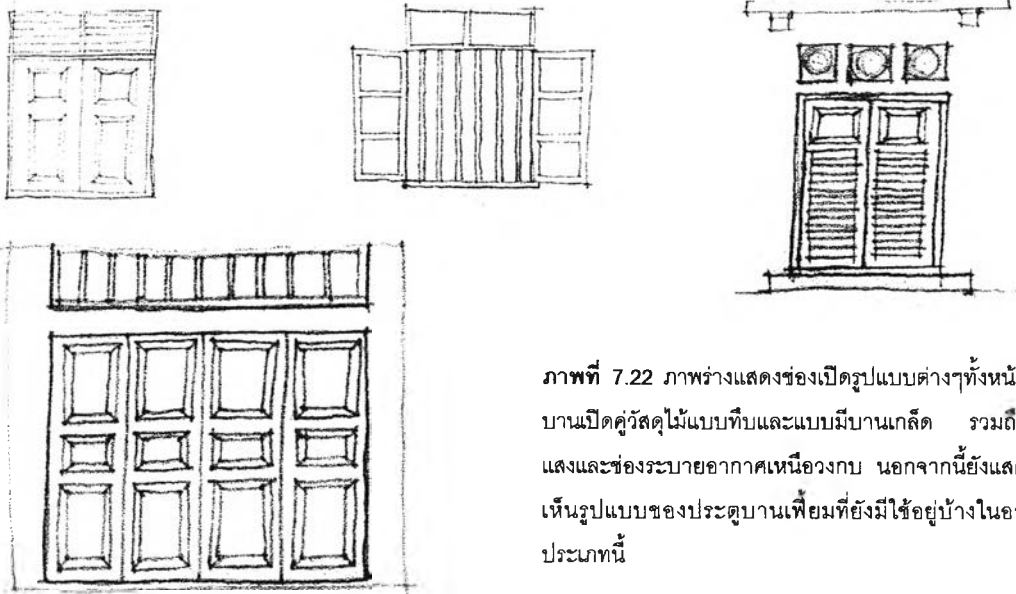 ภาพที่ 7.22 ภาพร่างแสดงช่องเปิดรูปแบบต่างๆทั้งหน้
บานเปิดคู่วัสดุไม้แบบทึบและแบบมีบานเกล็ด รวมถึ
แสงและช่องระบายอากาศเหนือวงกบ นอกจากนี้ยังแส
เห็นรูปแบบของประตูบานเฟี้ยมที่ยังมีใช้อยู่บ้างในอ
ประเภทนี้